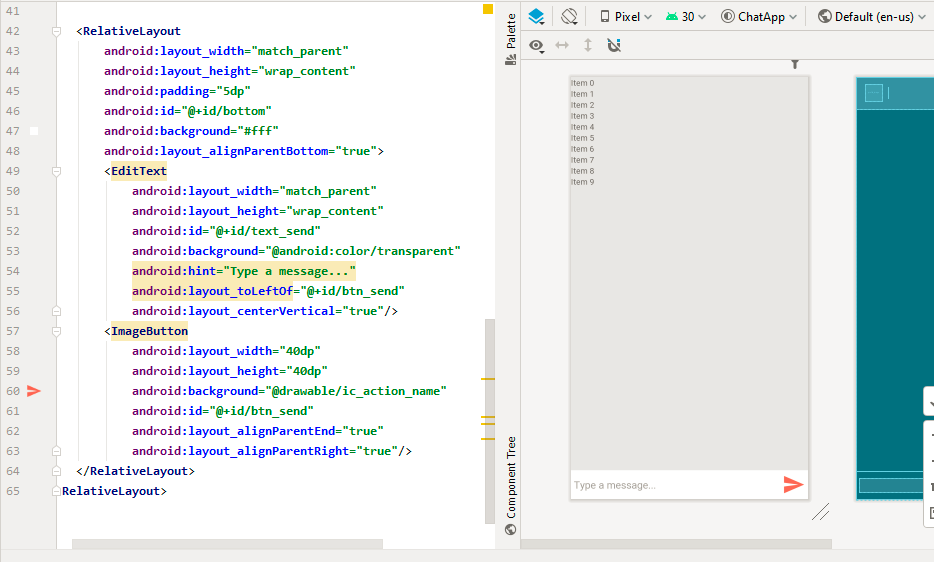 41
42 <RelativeLayout
43 android:layout_width="match_parent"
44 android:layout_height="wrap_content"
45 android:padding="5dp"
46 android:id="@+id/bottom"
47 android:background="#fff"
48 android:layout_alignParentBottom="true">
49 <EditText
50 android:layout_width="match_parent"
51 android:layout_height="wrap_content"
52 android:id="@+id/text_send"
53 android:background="@android:color/transparent"
54 android:hint="Type a message..."
55 android:layout_toLeftOf="@+id/btn_send"
56 android:layout_centerVertical="true"/>
57 <ImageButton
58 android:layout_width="40dp"
59 android:layout_height="40dp"
60 android:background="@drawable/ic_action_name"
61 android:id="@+id/btn_send"
62 android:layout_alignParentEnd="true"
63 android:layout_alignParentRight="true"/>
64 </RelativeLayout>
65 RelativeLayout>
Palette
Component Tree
Pixel 30 ChatApp Default (en-us)
Item 0
Item 1
Item 2
Item 3
Item 4
Item 5
Item 6
Item 7
Item 8
Item 9
Type a message...